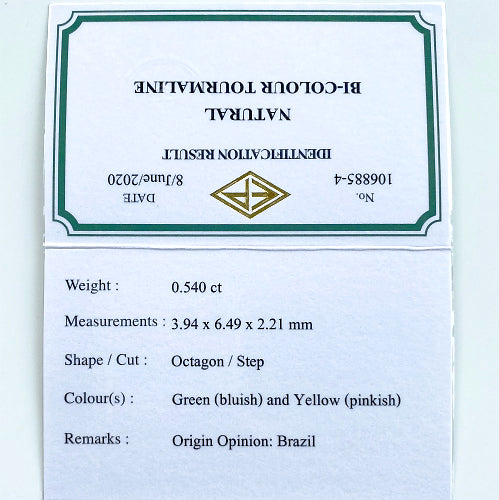 No. 106885-4
DATE 8/June/2020
IDENTIFICATION RESULT
NATURAL
BI-COLOUR TOURMALINE
Weight : 0.540 ct
Measurements : 3.94 x 6.49 x 2.21 mm
Shape / Cut : Octagon / Step
Colour(s) : Green (bluish) and Yellow (pinkish)
Remarks : Origin Opinion: Brazil